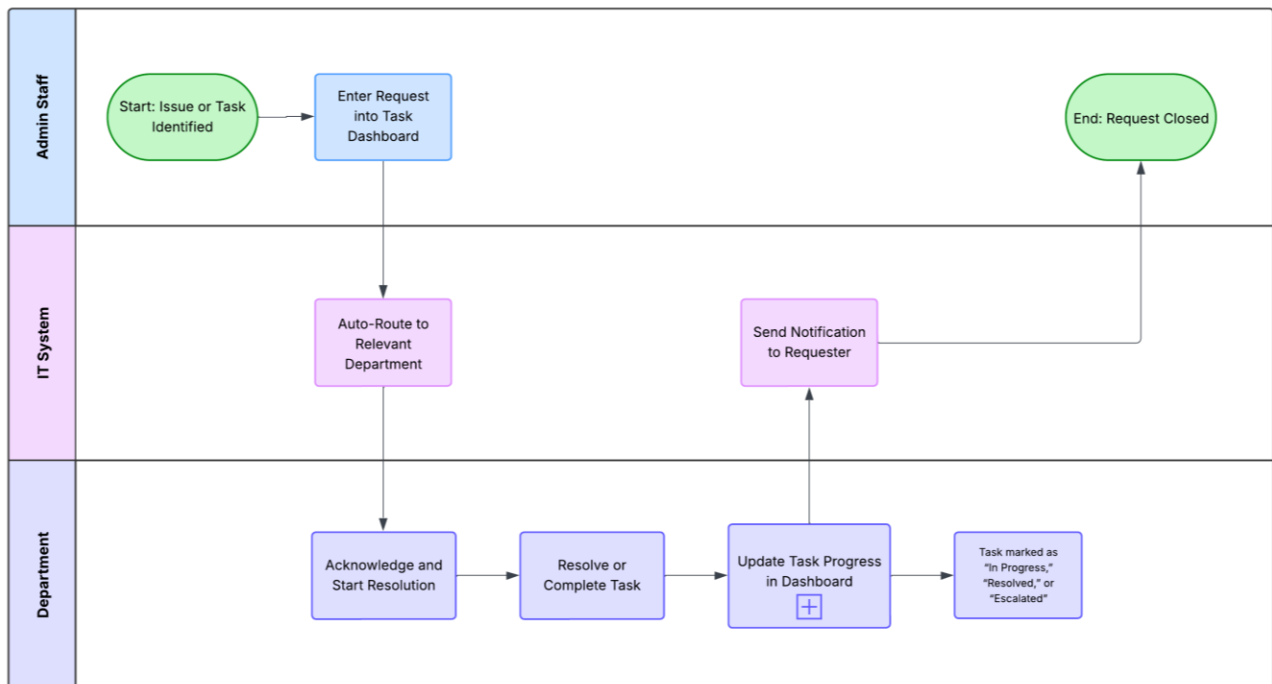 Admin Staff
Start: Issue or Task
Identified
Enter Request
into Task
Dashboard
End: Request Closed
IT System
Auto-Route to
Relevant
Department
Send Notification
to Requester
Department
Acknowledge and
Start Resolution
Resolve or
Complete Task
Update Task Progress
in Dashboard
Task marked as
“In Progress,”
“Resolved,” or
“Escalated”